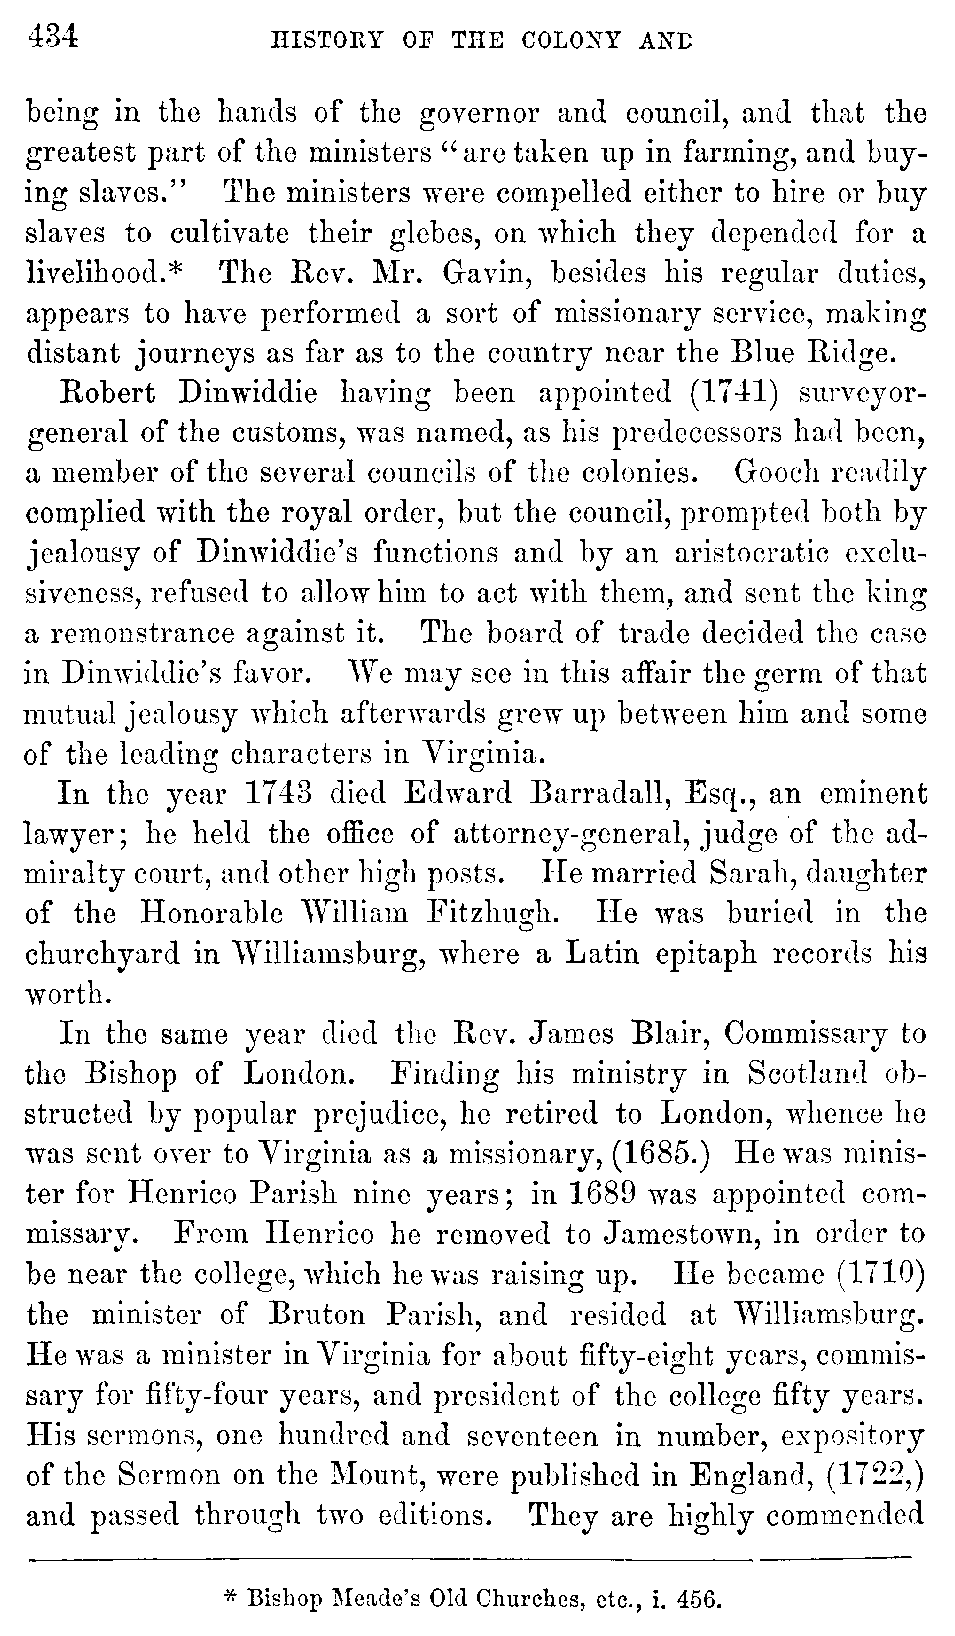 434 HISTORY OF THE COLONY AND
being in the hands of the governor and council, and that the
greatest part of the ministers "are taken up in farming, and buy-
ing slaves." The ministers were compelled either to hire or buy
slaves to cultivate their glebes, on which they depended for a
livelihood.* The Rev. Mr. Gavin, besides his regular duties,
appears to have performed a sort of missionary service, making
distant journeys as far as to the country near the Blue Ridge.
Robert Dinwiddie having been appointed (1741) surveyor-
general of the customs, was named, as his predecessors had been,
a member of the several councils of the colonies. Gooch readily
complied with the royal order, but the council, prompted both by
jealousy of Dinwiddie's functions and by an aristocratic exclu-
siveness, refused to allow him to act with them, and sent the king
a remonstrance against it. The board of trade decided the case
in Dinwiddie's favor. We may see in this affair the germ of that
mutual jealousy which afterwards grew up between him and some
of the leading characters in Virginia.
In the year 1743 died Edward Barradall, Esq., an eminent
lawyer; he held the office of attorney-general, judge of the ad-
miralty court, and other high posts. He married Sarah, daughter
of the Honorable William Fitzhugh. He was buried in the
churchyard in Williamsburg, where a Latin epitaph records his
worth.
In the same year died the Rev. James Blair, Commissary to
the Bishop of London. Finding his ministry in Scotland ob-
structed by popular prejudice, he retired to London, whence he
was sent over to Virginia as a missionary, (1685.) He was minis-
ter for Henrico Parish nine years; in 1689 was appointed com-
missary. From Henrico he removed to Jamestown, in order to
be near the college, which he was raising up. He became (1710)
the minister of Bruton Parish, and resided at Williamsburg.
He was a minister in Virginia for about fifty-eight years, commis-
sary for fifty-four years, and president of the college fifty years.
His sermons, one hundred and seventeen in number, expository
of the Sermon on the Mount, were published in England, (1722,)
and passed through two editions. They are highly commended
* Bishop Meade's Old Churches, etc., i. 456.